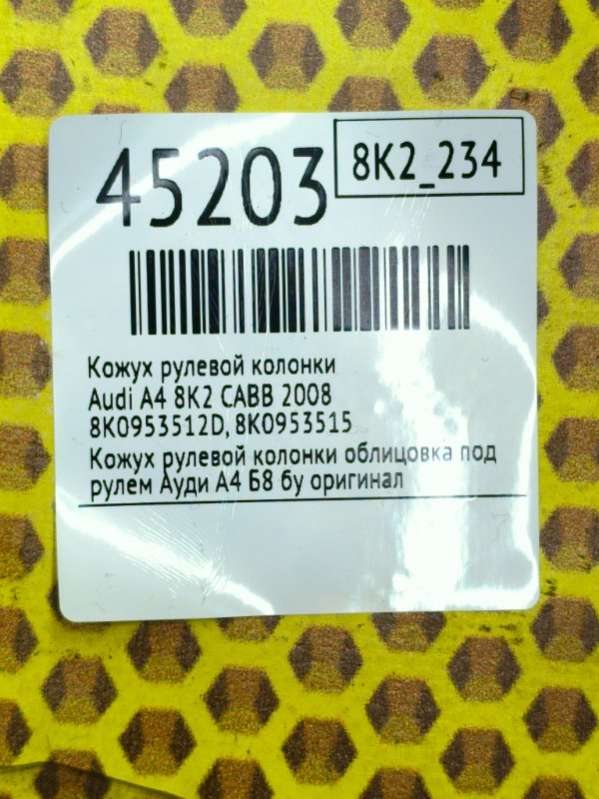 45203
8K2_234
Кожух рулевой колонки
Audi A4 8K2 CABB 2008
8K0953512D, 8K0953515
Кожух рулевой колонки облицовка под
рулем Ауди А4 Б8 бу оригинал